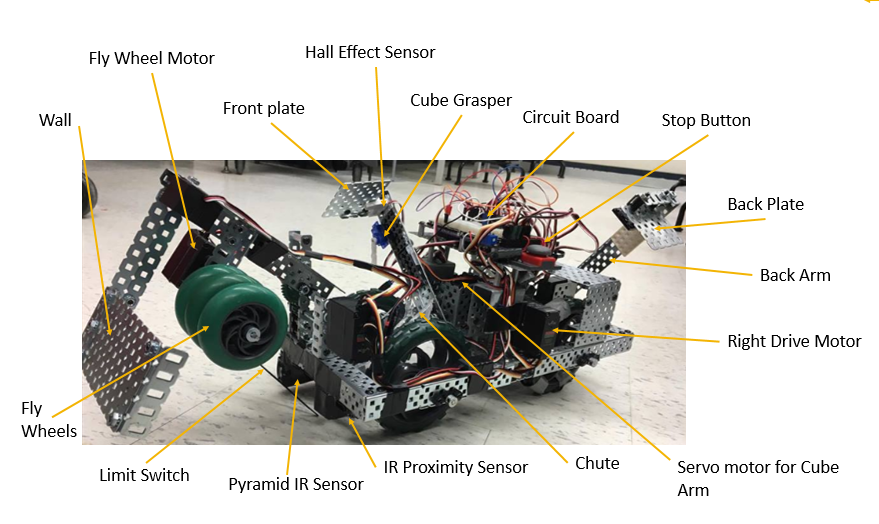 Hall Effect Sensor
Fly Wheel Motor
Cube Grasper
Front plate
Circuit Board
Wall
Stop Button
Back Plate
Back Arm
Right Drive Motor
Fly
Wheels
Limit Switch
Pyramid IR Sensor
IR Proximity Sensor
Chute
Servo motor for Cube
Arm